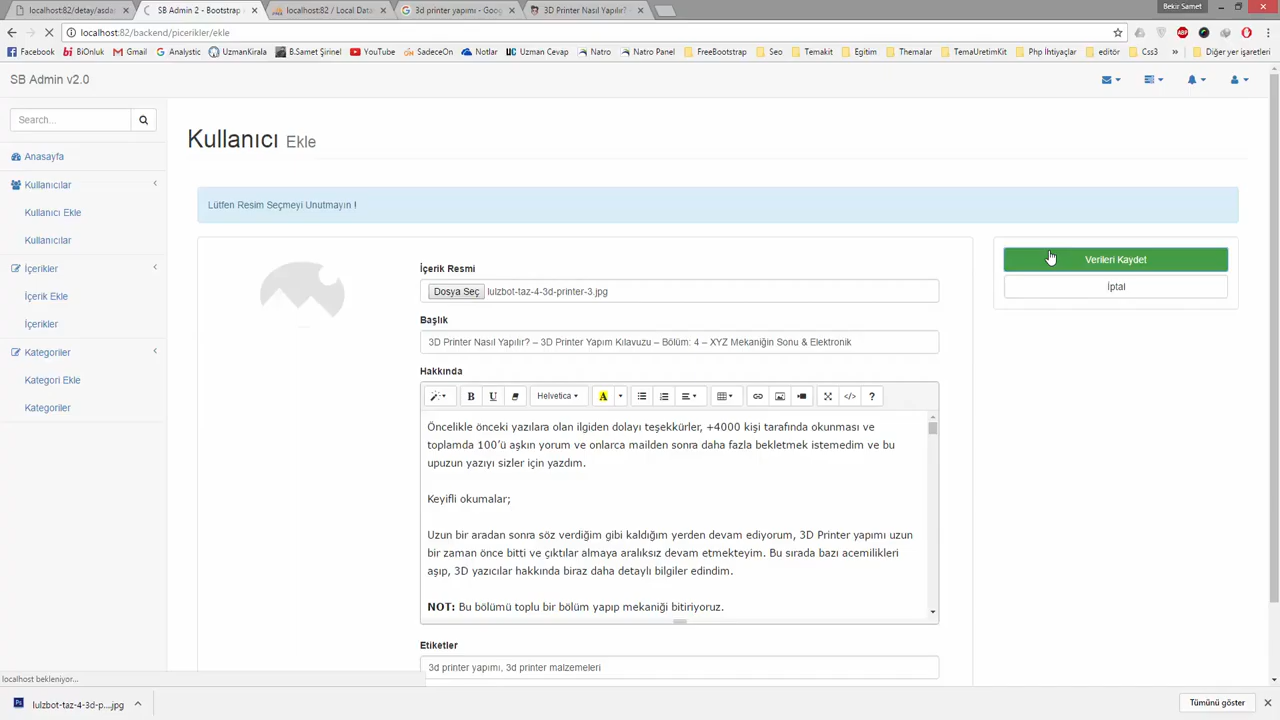 localhost:82/detay/asda
SB Admin 2 - Bootstrap
localhost:82 / Local Data
3d printer yapımı - Goog
3D Printer Nasıl Yapılır? -
Bekir Samet
localhost:82/backend/picerikler/ekle
Facebook
BiOnluk
Gmail
Analystic
UzmanKirala
B.Samet Şirinel
YouTube
SadeceOn
Notlar
Uzman Cevap
Natro
Natro Panel
FreeBootstrap
Seo
Temakit
Egitim
Themalar
TemaUretimKit
Php İhtiyaçlar
editör
Css3
»
Diğer yer işaretleri
SB Admin v2.0
Search...
Anasayfa
Kullanıcılar
Kullanıcı Ekle
Kullanıcılar
İçerikler
İçerik Ekle
İçerikler
Kategoriler
Kategori Ekle
Kategoriler
Kullanıcı Ekle
Lütfen Resim Seçmeyi Unutmayın !
İçerik Resmi
Dosya Seç lulzbot-taz-4-3d-printer-3.jpg
Başlık
3D Printer Nasıl Yapılır? – 3D Printer Yapım Kılavuzu – Bölüm: 4 – XYZ Mekaniğin Sonu & Elektronik
Hakkında
B U Helvetica A </> ?
Öncelikle önceki yazılara olan ilgiden dolayı teşekkürler, +4000 kişi tarafında okunması ve
toplamda 100'ü aşkın yorum ve onlarca mailden sonra daha fazla bekletmek istemedim ve bu
upuzun yazıyı sizler için yazdım.
Keyifli okumalar;
Uzun bir aradan sonra söz verdiğim gibi kaldığım yerden devam ediyorum, 3D Printer yapımı uzun
bir zaman önce bitti ve çıktılar almaya aralıksız devam etmekteyim. Bu sırada bazı acemilikleri
aşıp, 3D yazıcılar hakkında biraz daha detaylı bilgiler edindim.
NOT: Bu bölümü toplu bir bölüm yapıp mekaniği bitiriyoruz.
Etiketler
3d printer yapımı, 3d printer malzemeleri
Verileri Kaydet
İptal
localhost bekleniyor...
lulzbot-taz-4-3d-p....jpg
Tümünü göster